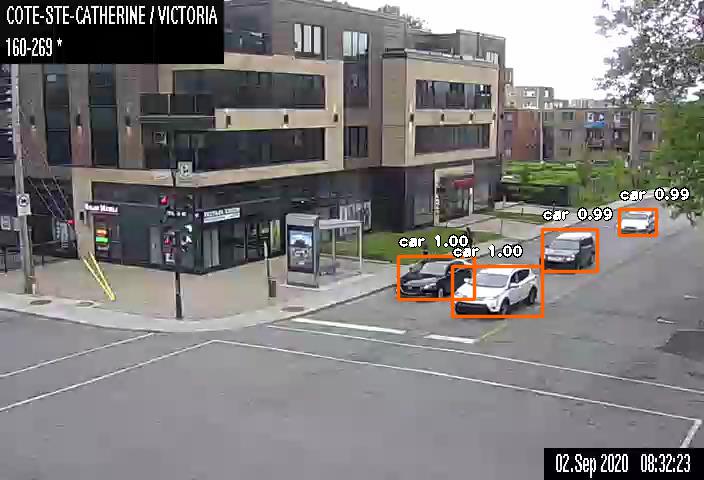 COTE-STE-CATHERINE / VICTORIA
160-269 *
car 0.99
car 0.99
car 1.00
car 1.00
02.Sep 2020 08:32:23